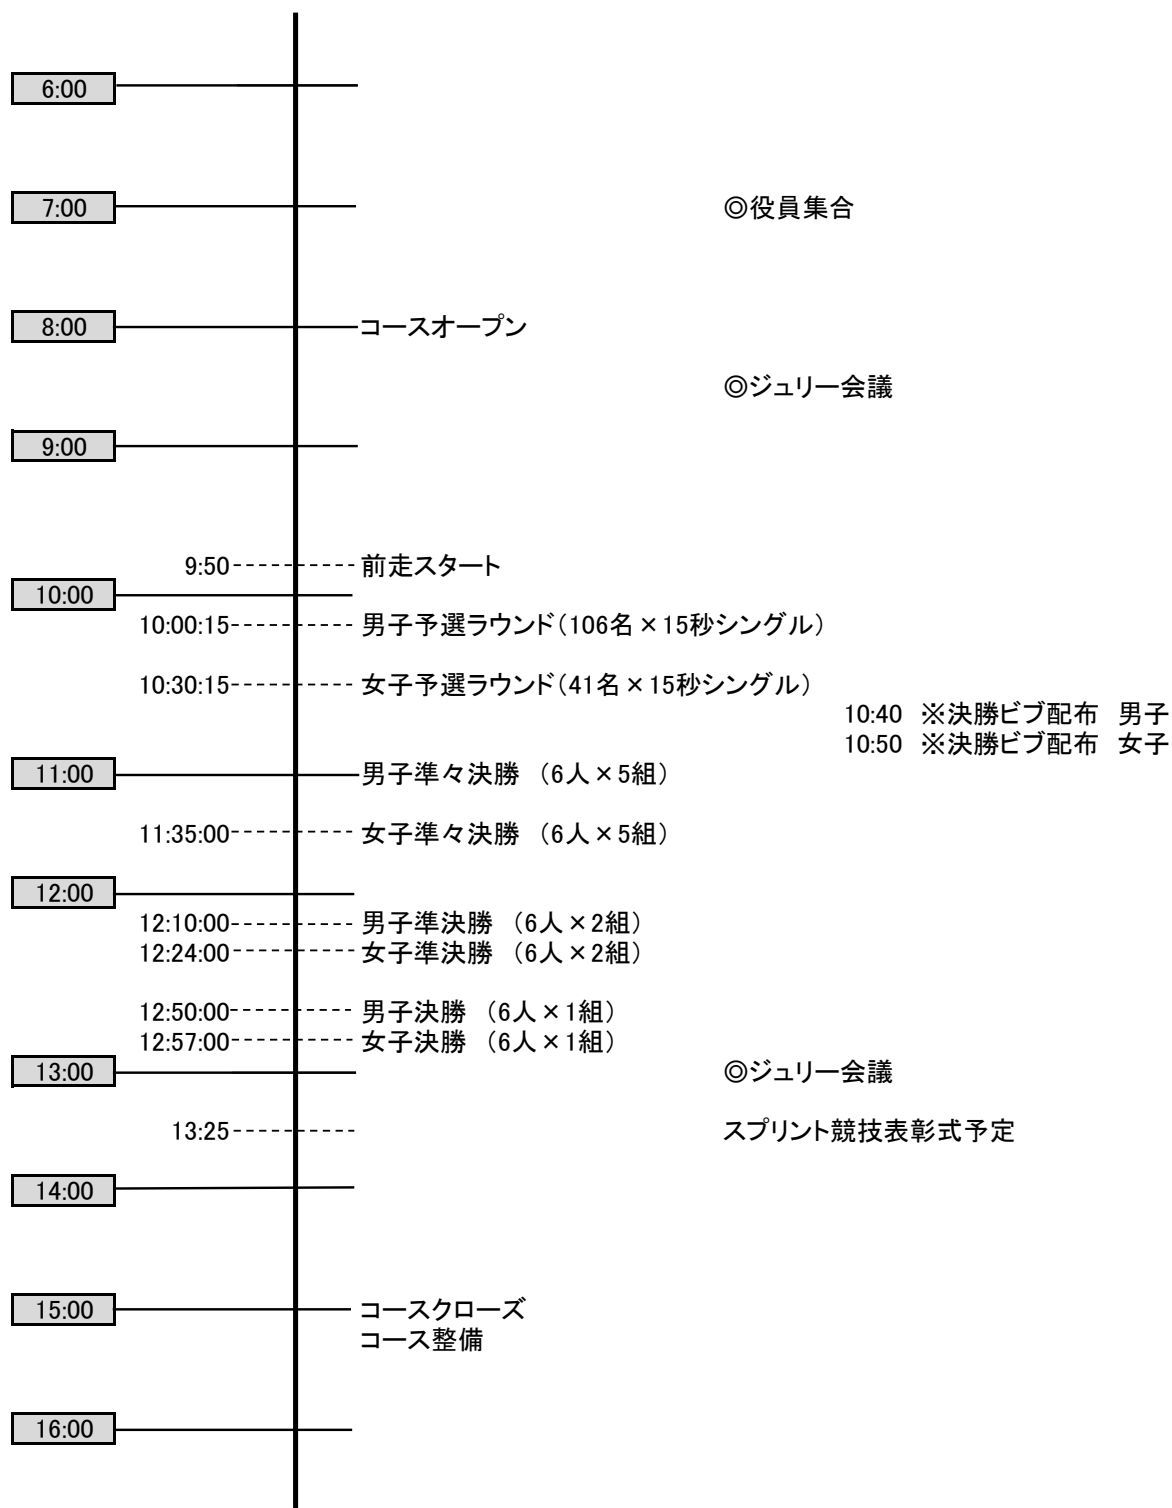 6:00
7:00 ◎役員集合
8:00 コースオープン
◎ジュリー会議
9:00
9:50 前走スタート
10:00
10:00:15 男子予選ラウンド（106名×15秒シングル）
10:30:15 女子予選ラウンド（41名×15秒シングル）
10:40 ※決勝ビブ配布 男子
10:50 ※決勝ビブ配布 女子
11:00 男子準々決勝 （6人×5組）
11:35:00 女子準々決勝 （6人×5組）
12:00
12:10:00 男子準決勝 （6人×2組）
12:24:00 女子準決勝 （6人×2組）
12:50:00 男子決勝 （6人×1組）
12:57:00 女子決勝 （6人×1組）
13:00 ◎ジュリー会議
13:25 スプリント競技表彰式予定
14:00
15:00 コースクローズ
コース整備
16:00